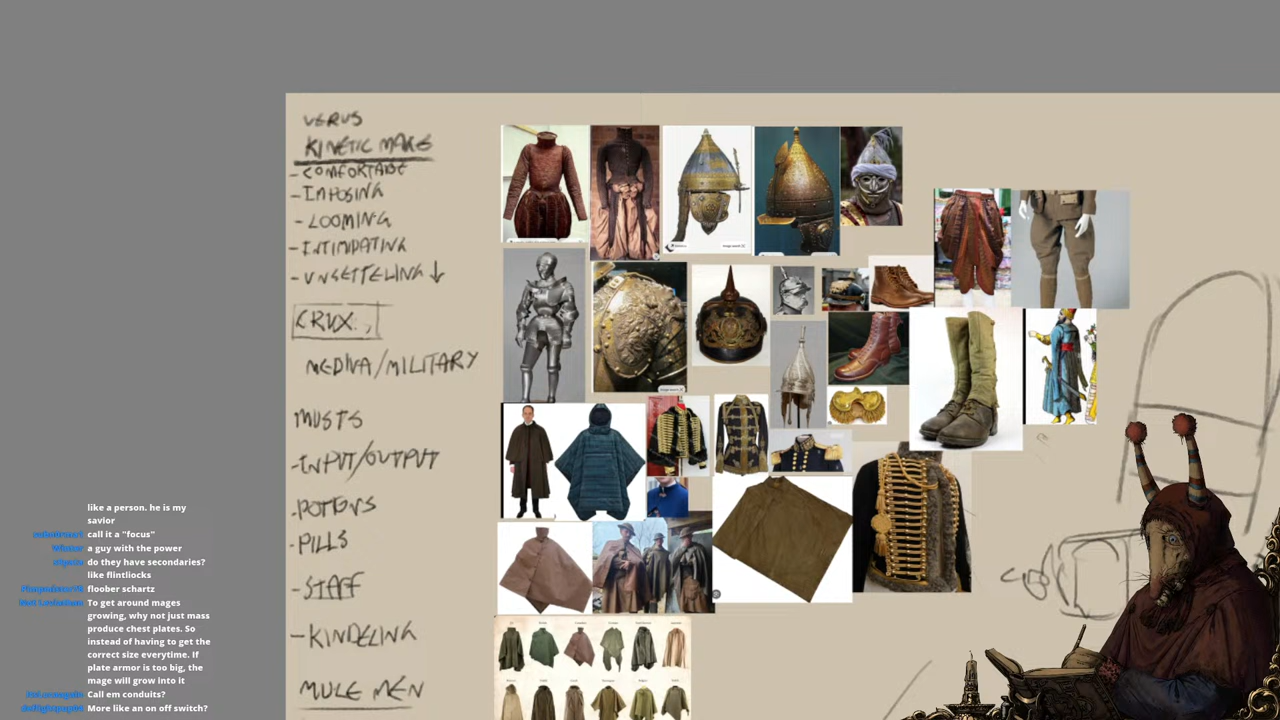 VERUS
KINETIC MAGE
- COMFORTABLE
- IMPOSING
- LOOMING
- INTIMIDATING
- UNSETTELING ↓
CRUX:,
MEDIVA/MILITARY
MUSTS
- INPUT/OUTPUT
- POTIONS
- PILLS
- STAFF
- KINDELING
MULE MEN
like a person. he is my
savior
call it a "focus"
a guy with the power
do they have secondaries?
like flintliocks
floober schartz
To get around mages
growing, why not just mass
produce chest plates. So
instead of having to get the
correct size everytime. If
plate armor is too big, the
mage will grow into it
Call em conduits?
More like an on off switch?